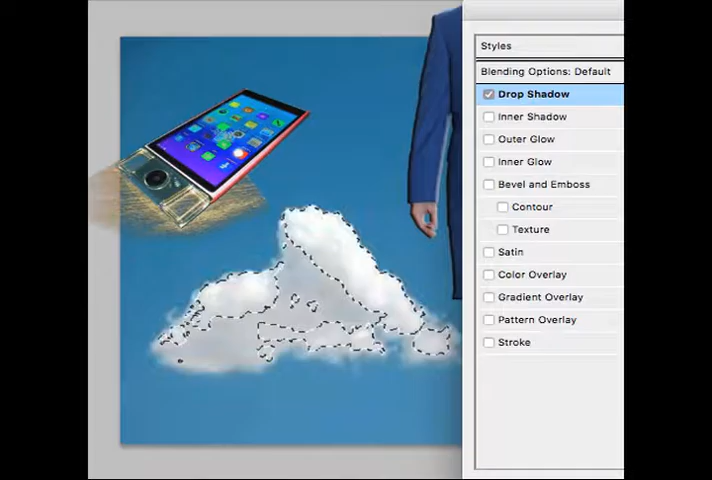 Styles
Blending Options: Default
Drop Shadow
Inner Shadow
Outer Glow
Inner Glow
Bevel and Emboss
Contour
Texture
Satin
Color Overlay
Gradient Overlay
Pattern Overlay
Stroke